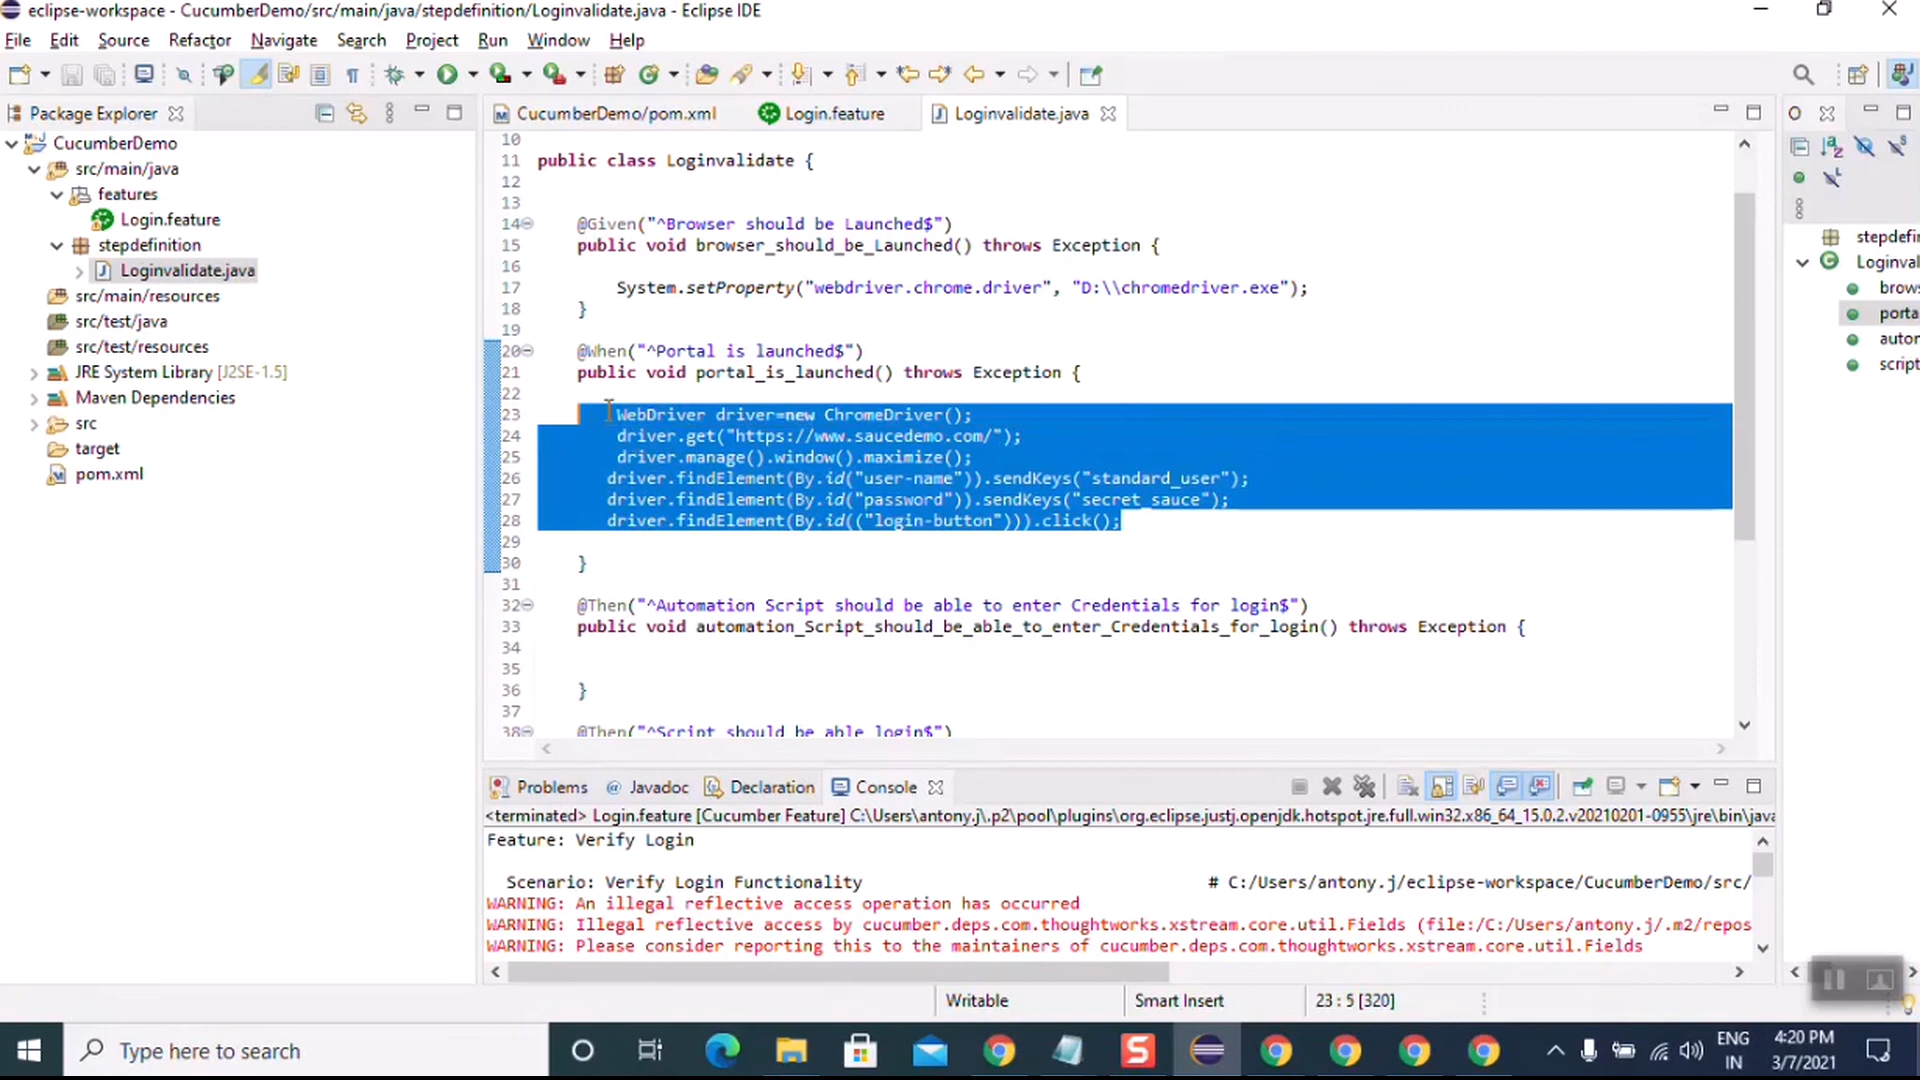 eclipse-workspace - CucumberDemo/src/main/java/stepdefinition/Loginvalidate.java - Eclipse IDE
File Edit Source Refactor Navigate Search Project Run Window Help
Package Explorer
CucumberDemo/pom.xml Login.feature Loginvalidate.java
CucumberDemo
src/main/java
features
Login.feature
stepdefinition
Loginvalidate.java
src/main/resources
src/test/java
src/test/resources
JRE System Library [J2SE-1.5]
Maven Dependencies
src
target
pom.xml
10
11 public class Loginvalidate {
12
13
14 @Given("^Browser should be Launched$")
15 public void browser_should_be_Launched() throws Exception {
16
17 System.setProperty("webdriver.chrome.driver", "D:\\chromedriver.exe");
18 }
19
20 @When("^Portal is launched$")
21 public void portal_is_launched() throws Exception {
22
23 WebDriver driver=new ChromeDriver();
24 driver.get("https://www.saucedemo.com/");
25 driver.manage().window().maximize();
26 driver.findElement(By.id("user-name")).sendKeys("standard_user");
27 driver.findElement(By.id("password")).sendKeys("secret_sauce");
28 driver.findElement(By.id(("login-button"))).click();
29
30 }
31
32 @Then("^Automation Script should be able to enter Credentials for login$")
33 public void automation_Script_should_be_able_to_enter_Credentials_for_login() throws Exception {
34
35
36 }
37
38 @Then("^Script should be able login$")
stepdefin
Loginval
brows
porta
autor
script
Problems Javadoc Declaration Console
<terminated> Login.feature [Cucumber Feature] C:\Users\antony.j\.p2\pool\plugins\org.eclipse.justj.openjdk.hotspot.jre.full.win32.x86_64_15.0.2.v20210201-0955\jre\bin\java
Feature: Verify Login
Scenario: Verify Login Functionality # C:/Users/antony.j/eclipse-workspace/CucumberDemo/src/
WARNING: An illegal reflective access operation has occurred
WARNING: Illegal reflective access by cucumber.deps.com.thoughtworks.xstream.core.util.Fields (file:/C:/Users/antony.j/.m2/repos
WARNING: Please consider reporting this to the maintainers of cucumber.deps.com.thoughtworks.xstream.core.util.Fields
Writable Smart Insert 23 : 5 [320]
Type here to search
ENG
IN
4:20 PM
3/7/2021